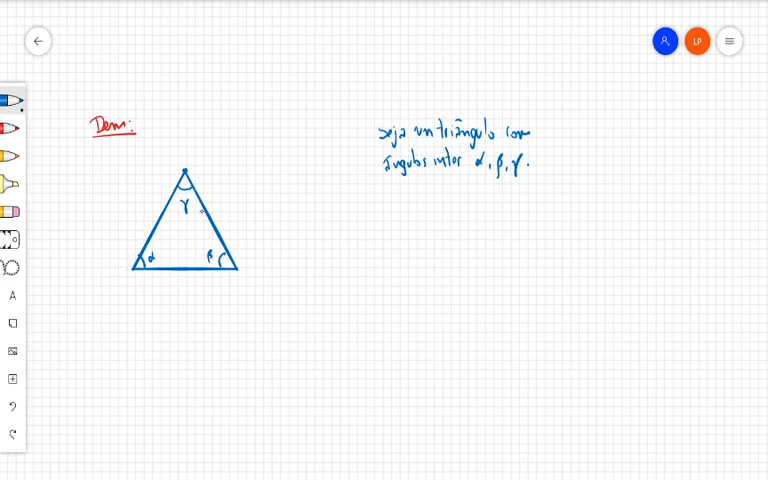 LP
Dem:
seja um triângulo com
ângulos inter α, β, γ.
γ
α β
A